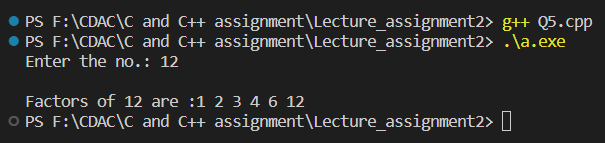 PS F:\CDAC\C and C++ assignment\Lecture_assignment2> g++ Q5.cpp
PS F:\CDAC\C and C++ assignment\Lecture_assignment2> .\a.exe
Enter the no.: 12
Factors of 12 are :1 2 3 4 6 12
PS F:\CDAC\C and C++ assignment\Lecture_assignment2>